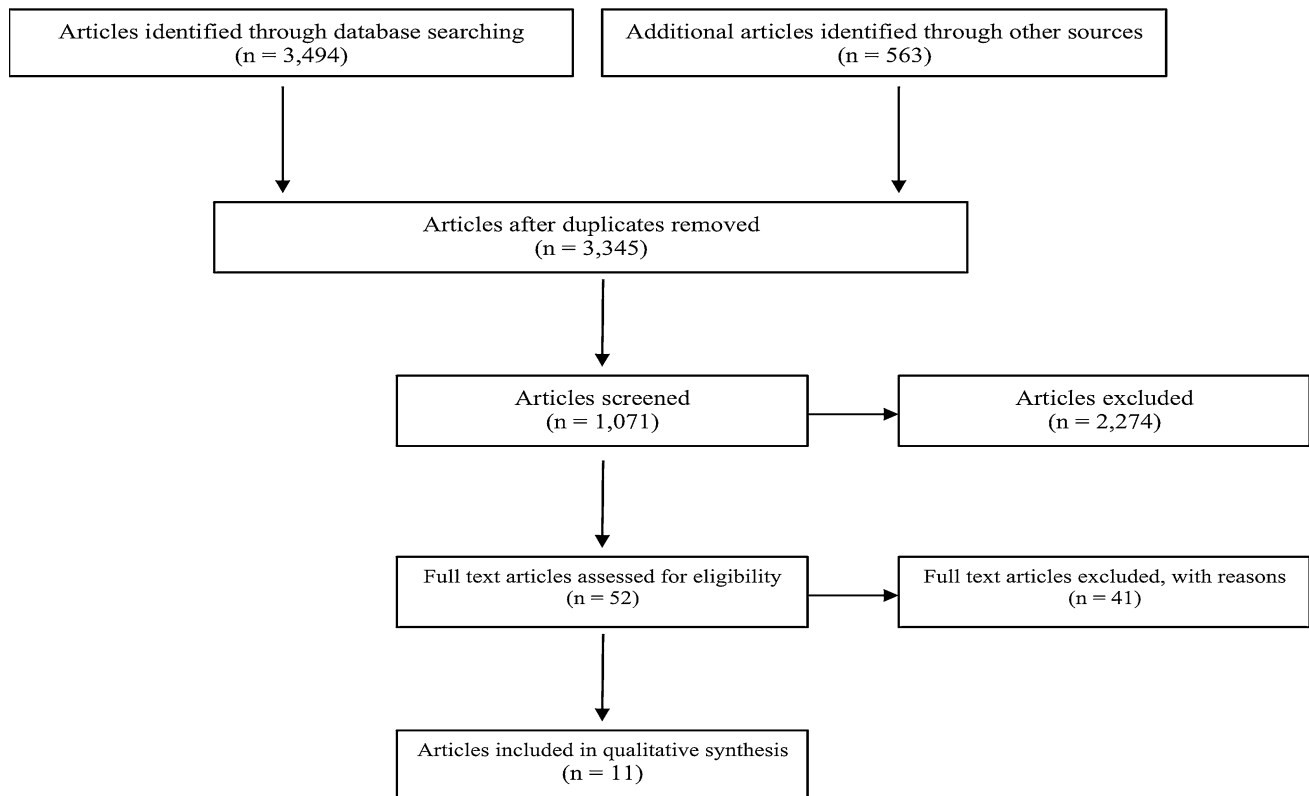 Articles identified through database searching
(n = 3,494)
Additional articles identified through other sources
(n = 563)
Articles after duplicates removed
(n = 3,345)
Articles screened
(n = 1,071)
Articles excluded
(n = 2,274)
Full text articles assessed for eligibility
(n = 52)
Full text articles excluded, with reasons
(n = 41)
Articles included in qualitative synthesis
(n = 11)